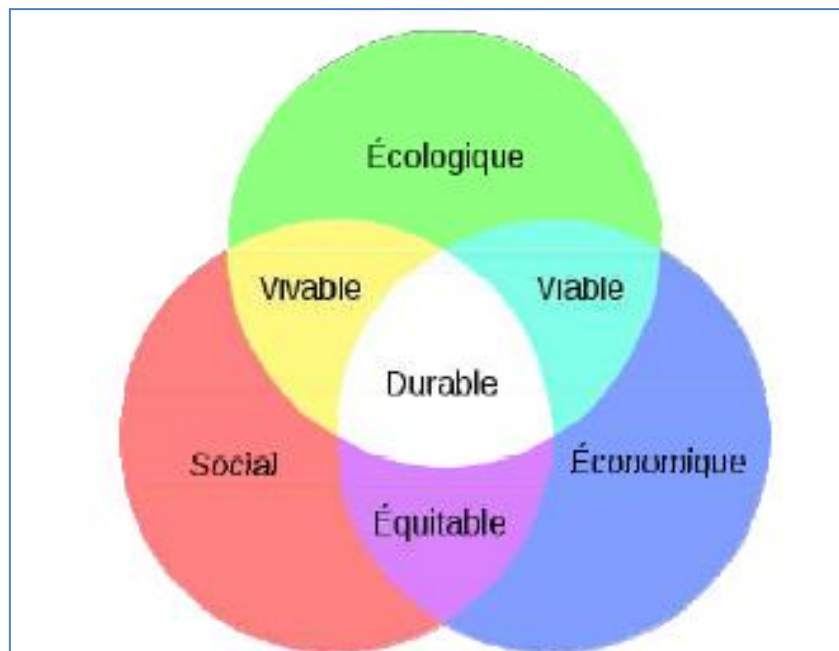 Écologique
Vivable
Viable
Durable
Social
Économique
Équitable